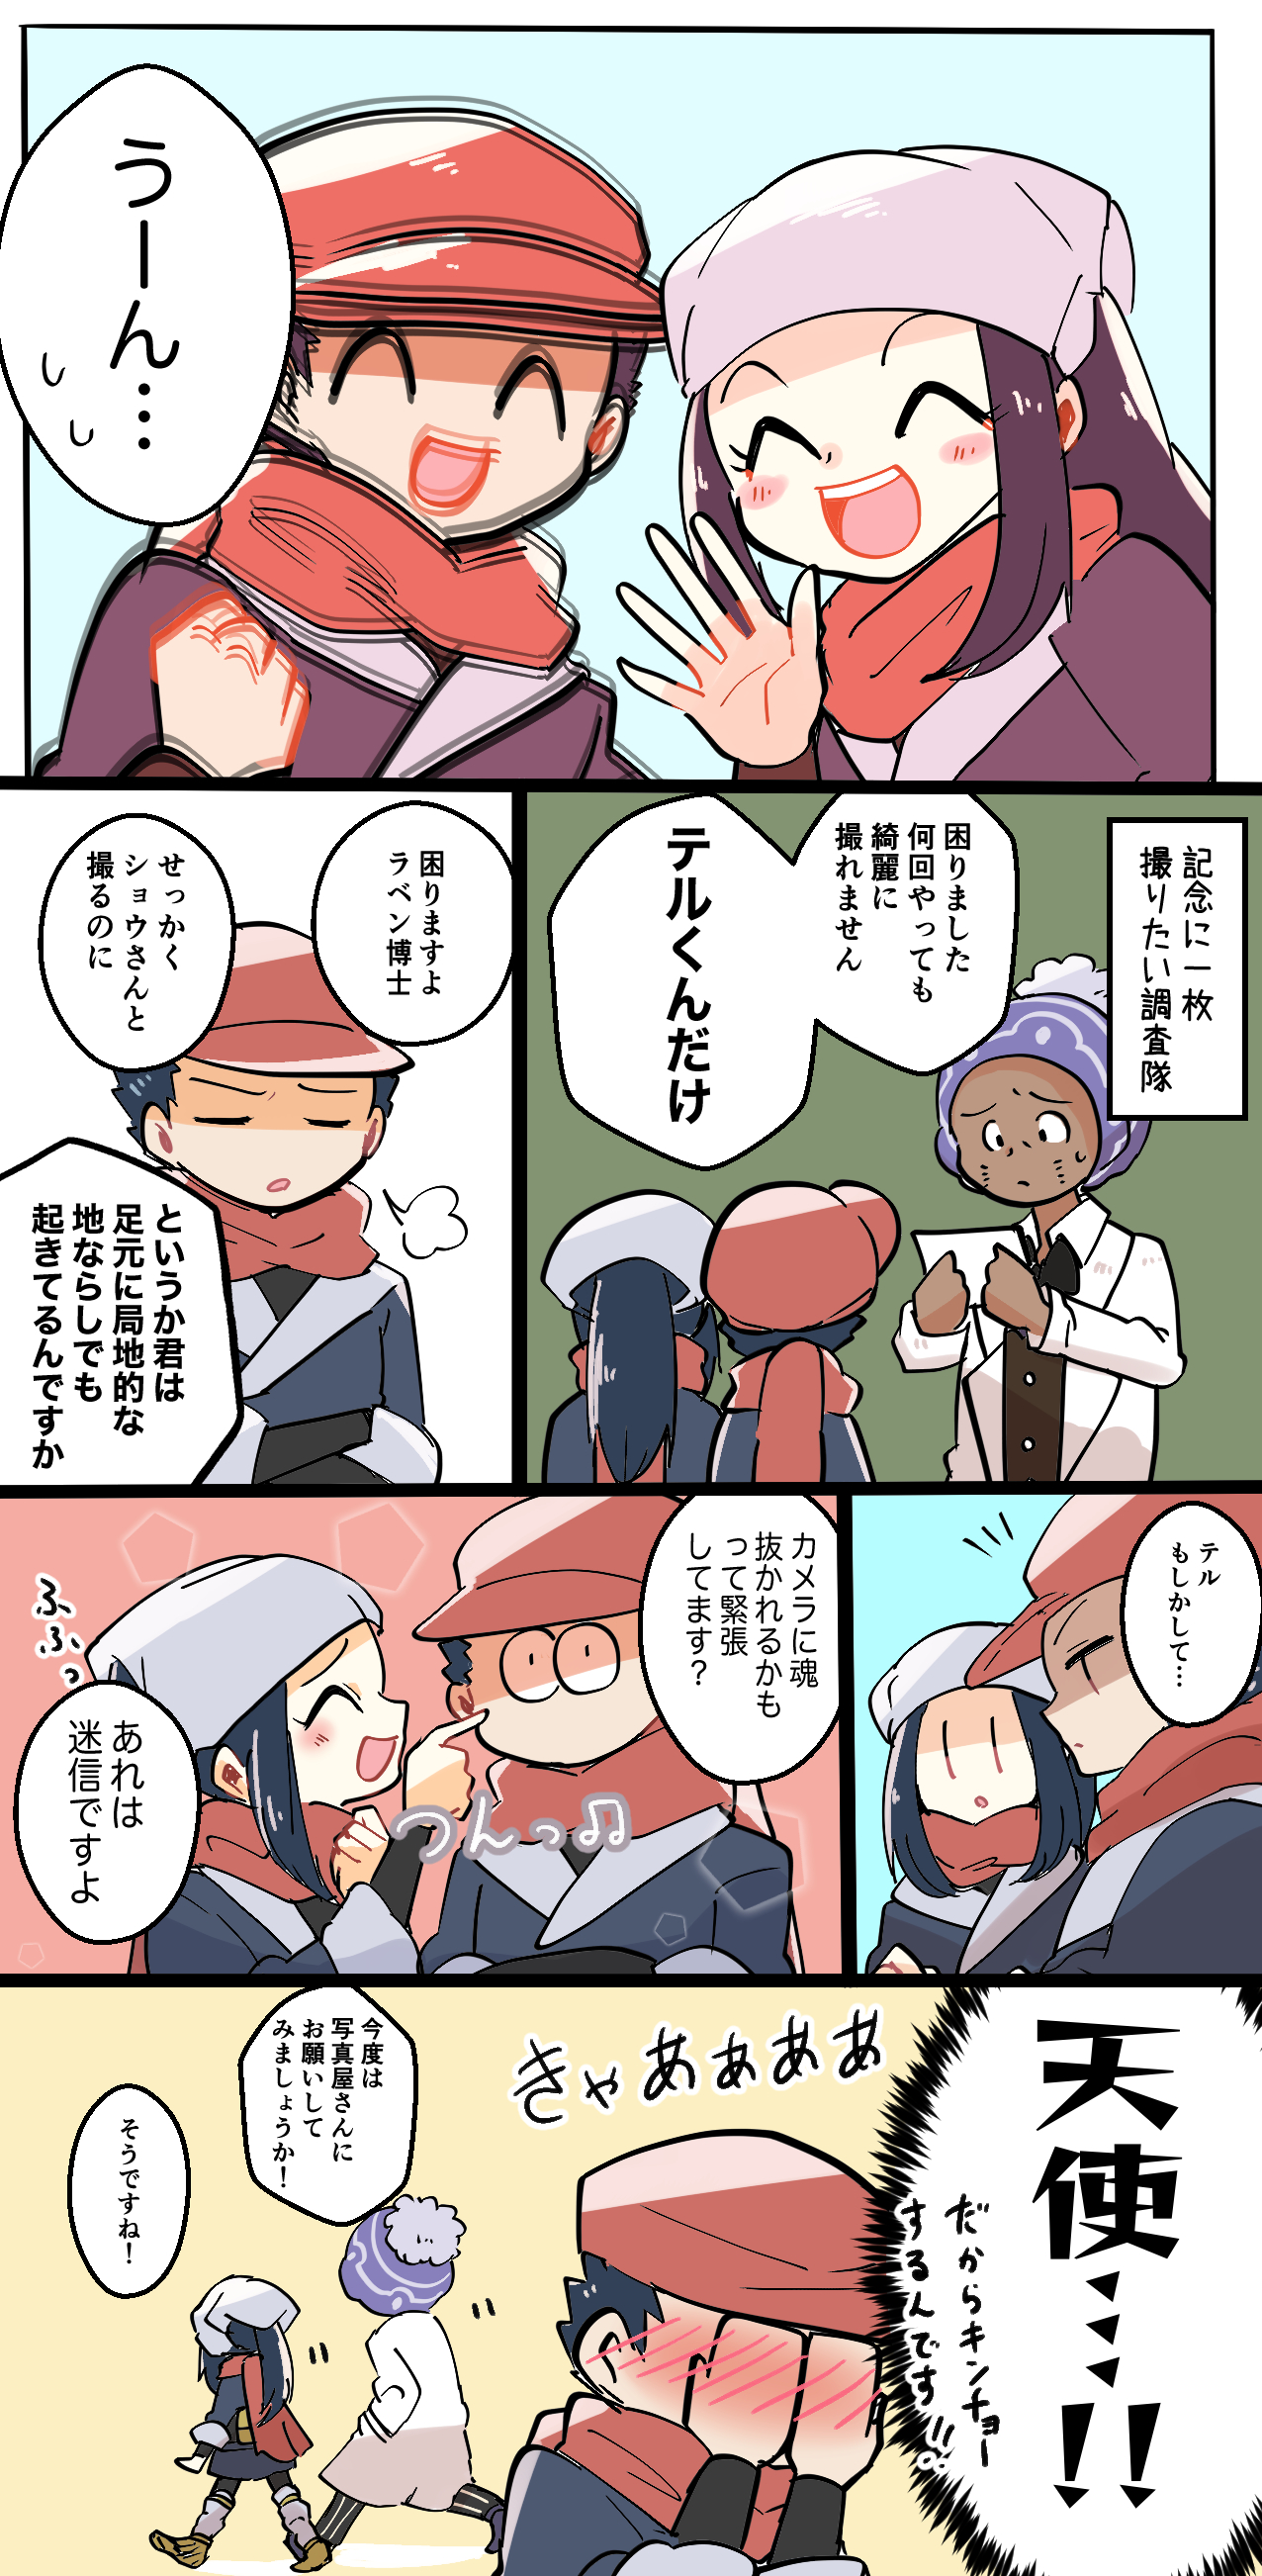 うーん…
記念に一枚
撮りたい調査隊
困りました
何回やっても
綺麗に
撮れません
テルくんだけ
困りますよ
ラベン博士
せっかく
ショウさんと
撮るのに
というか君は
足元に局地的な
地ならしでも
起きてるんですか
テル
もしかして…
カメラに魂
抜かれるかも
って緊張
してます?
つんっ♫
ふふっ
あれは
迷信ですよ
天使…!!
だからキンチョー
するんです!!
きゃあぁああ
今度は
写真屋さんに
お願いして
みましょうか!
そうですね!